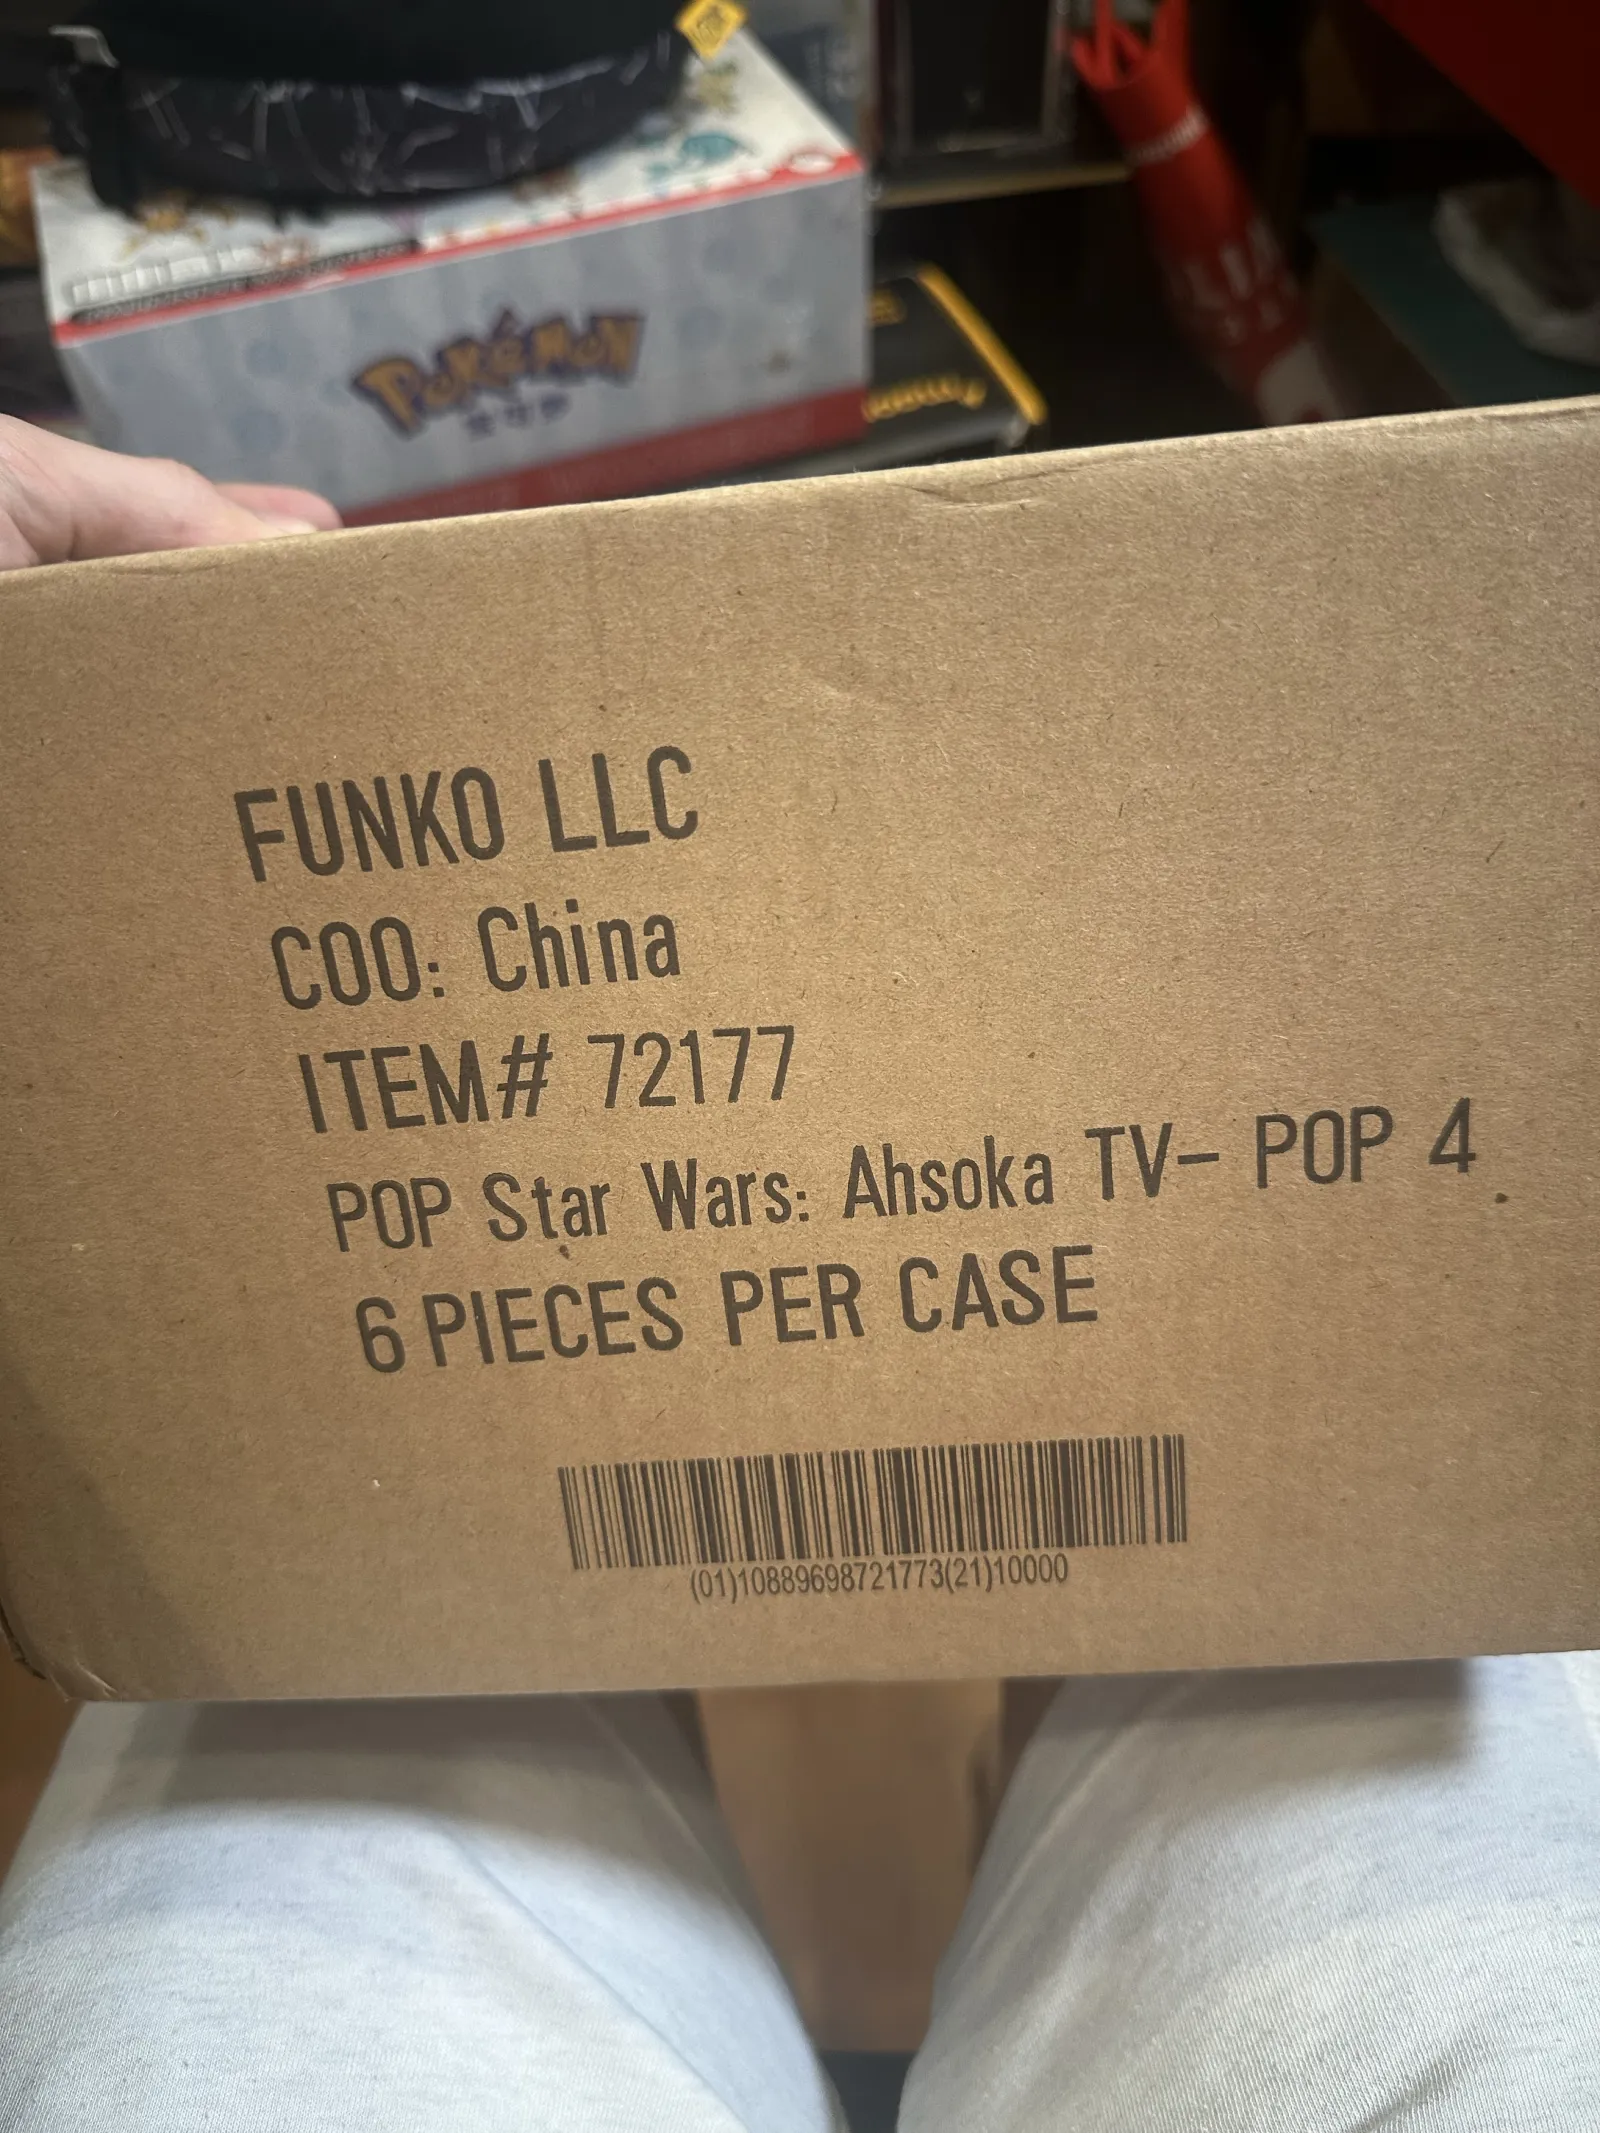 Pokémon
FUNKO LLC
COO: China
ITEM# 72177
POP Star Wars: Ahsoka TV– POP 4
6 PIECES PER CASE
(01)10889698721773(21)10000